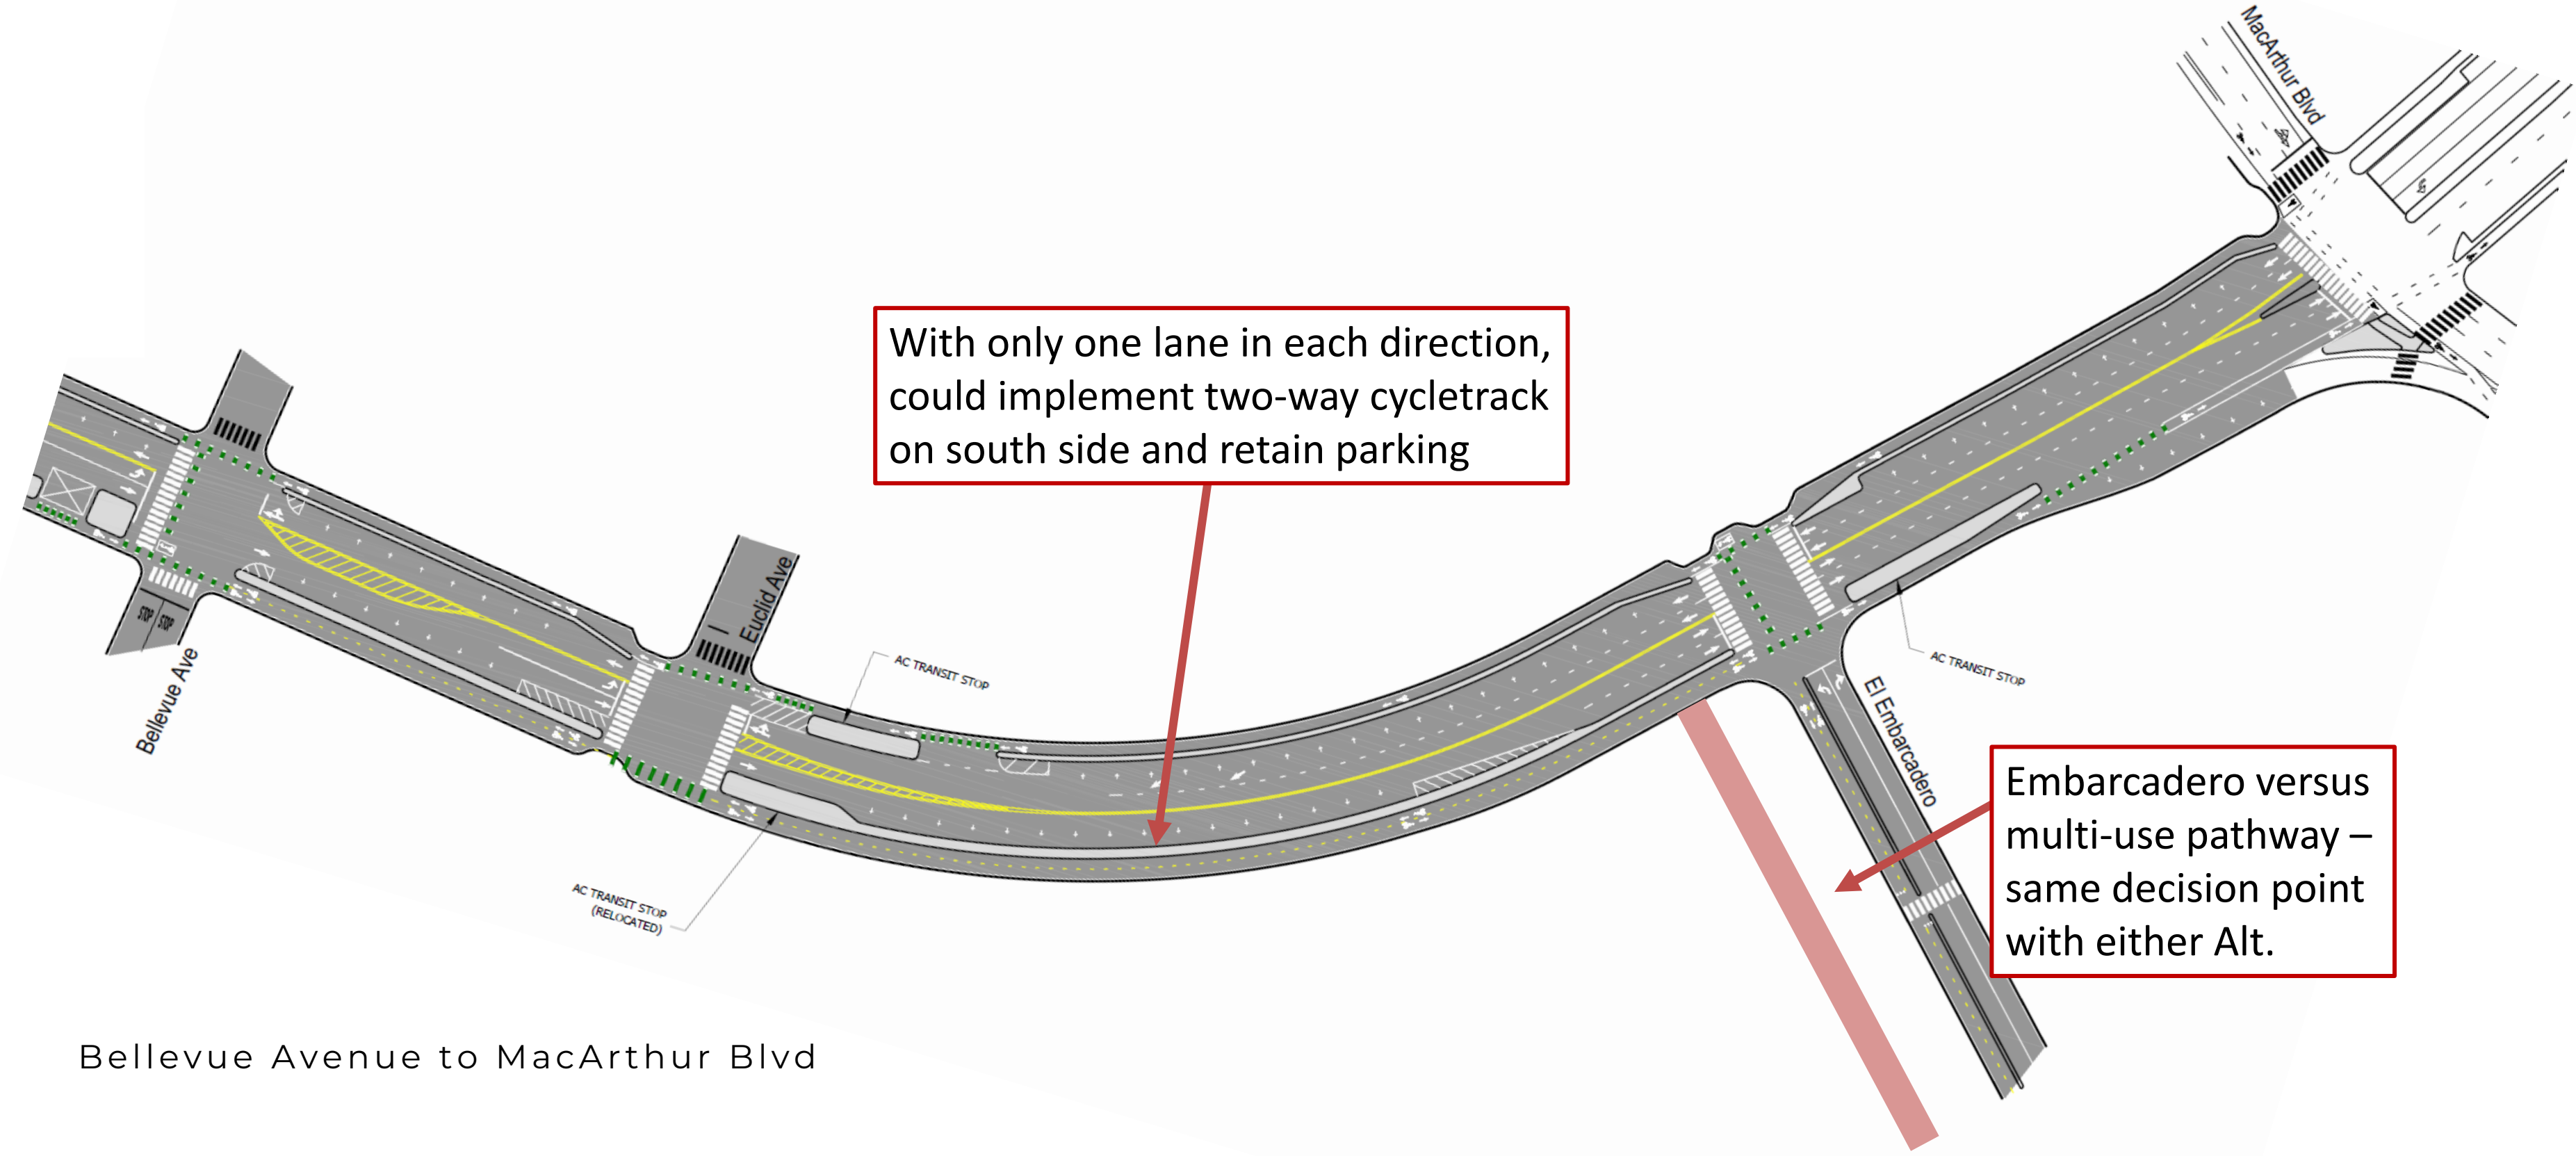 MacArthur Blvd
With only one lane in each direction,
could implement two-way cycletrack
on south side and retain parking
Euclid Ave
STOP
STOP
Bellevue Ave
AC TRANSIT STOP
AC TRANSIT STOP
El Embarcadero
Embarcadero versus
multi-use pathway –
same decision point
with either Alt.
AC TRANSIT STOP
(RELOCATED)
Bellevue Avenue to MacArthur Blvd